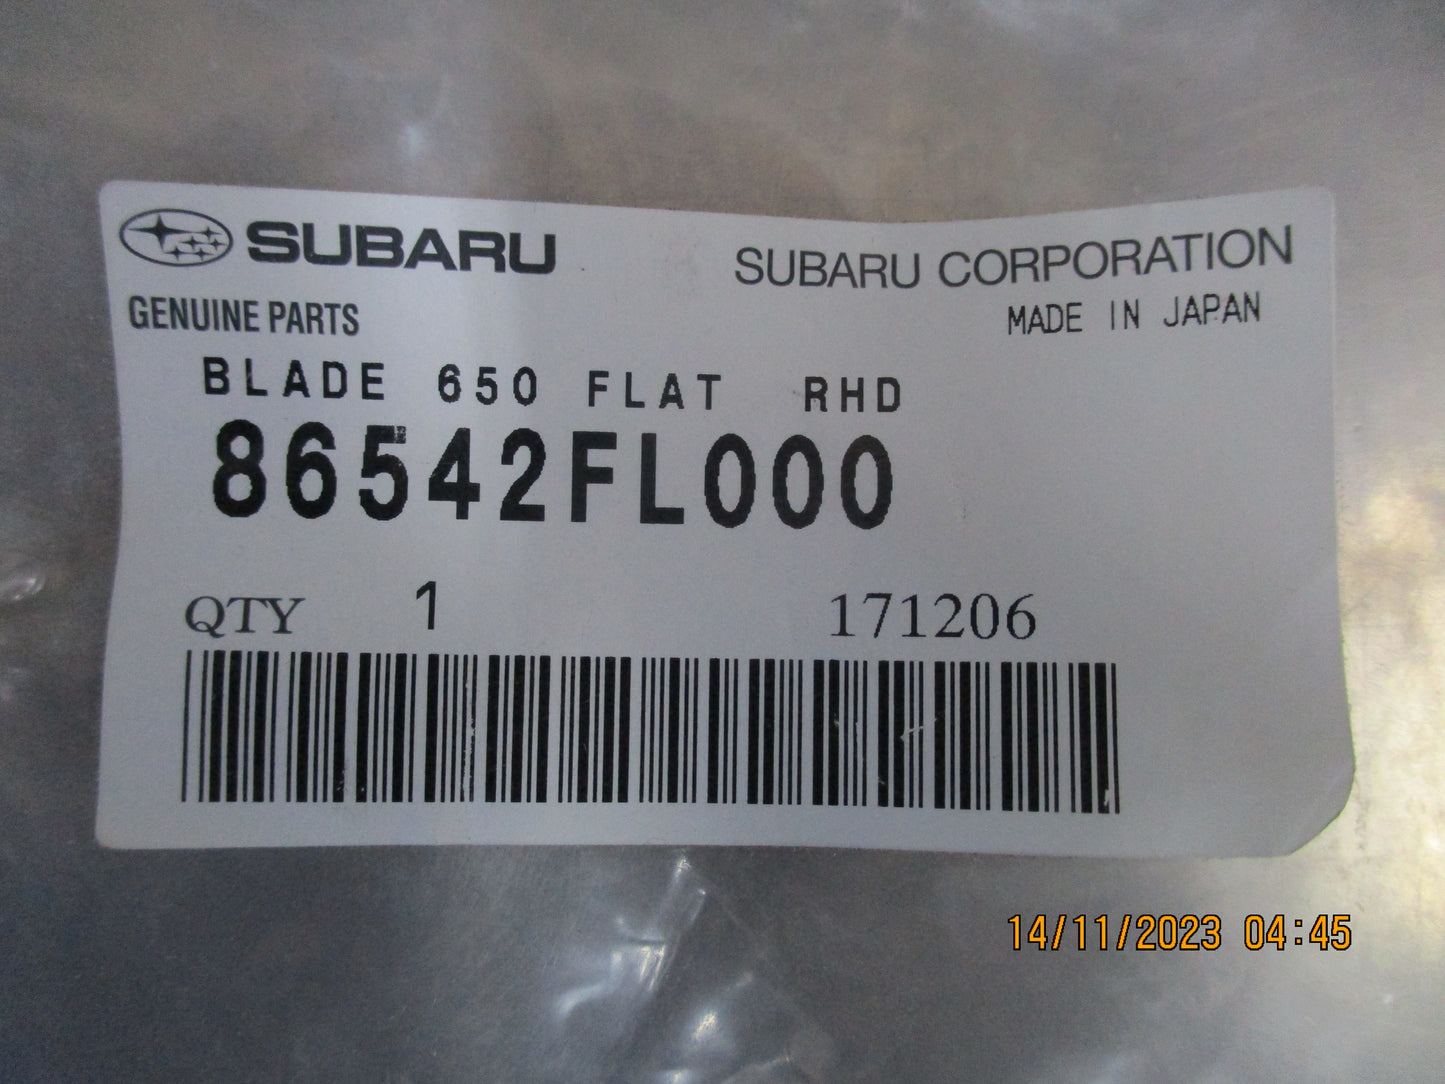 SUBARU SUBARU CORPORATION
GENUINE PARTS MADE IN JAPAN
BLADE 650 FLAT RHD
86542FL000
QTY 1 171206
14/11/2023 04:45